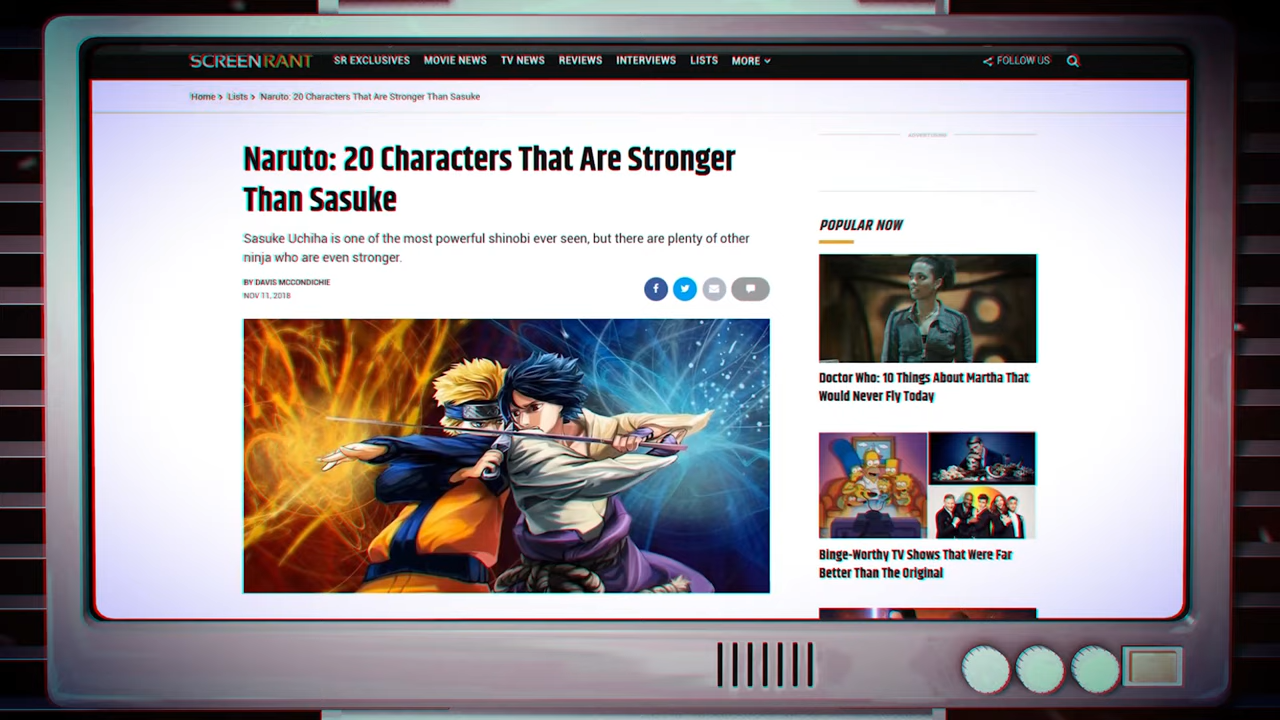 SCREENRANT SR EXCLUSIVES MOVIE NEWS TV NEWS REVIEWS INTERVIEWS LISTS MORE FOLLOW US
Home > Lists > Naruto: 20 Characters That Are Stronger Than Sasuke
ADVERTISING
Naruto: 20 Characters That Are Stronger
Than Sasuke
Sasuke Uchiha is one of the most powerful shinobi ever seen, but there are plenty of other
ninja who are even stronger.
BY DAVIS MCCONDICHIE
NOV 11, 2018
POPULAR NOW
Doctor Who: 10 Things About Martha That
Would Never Fly Today
Binge-Worthy TV Shows That Were Far
Better Than The Original